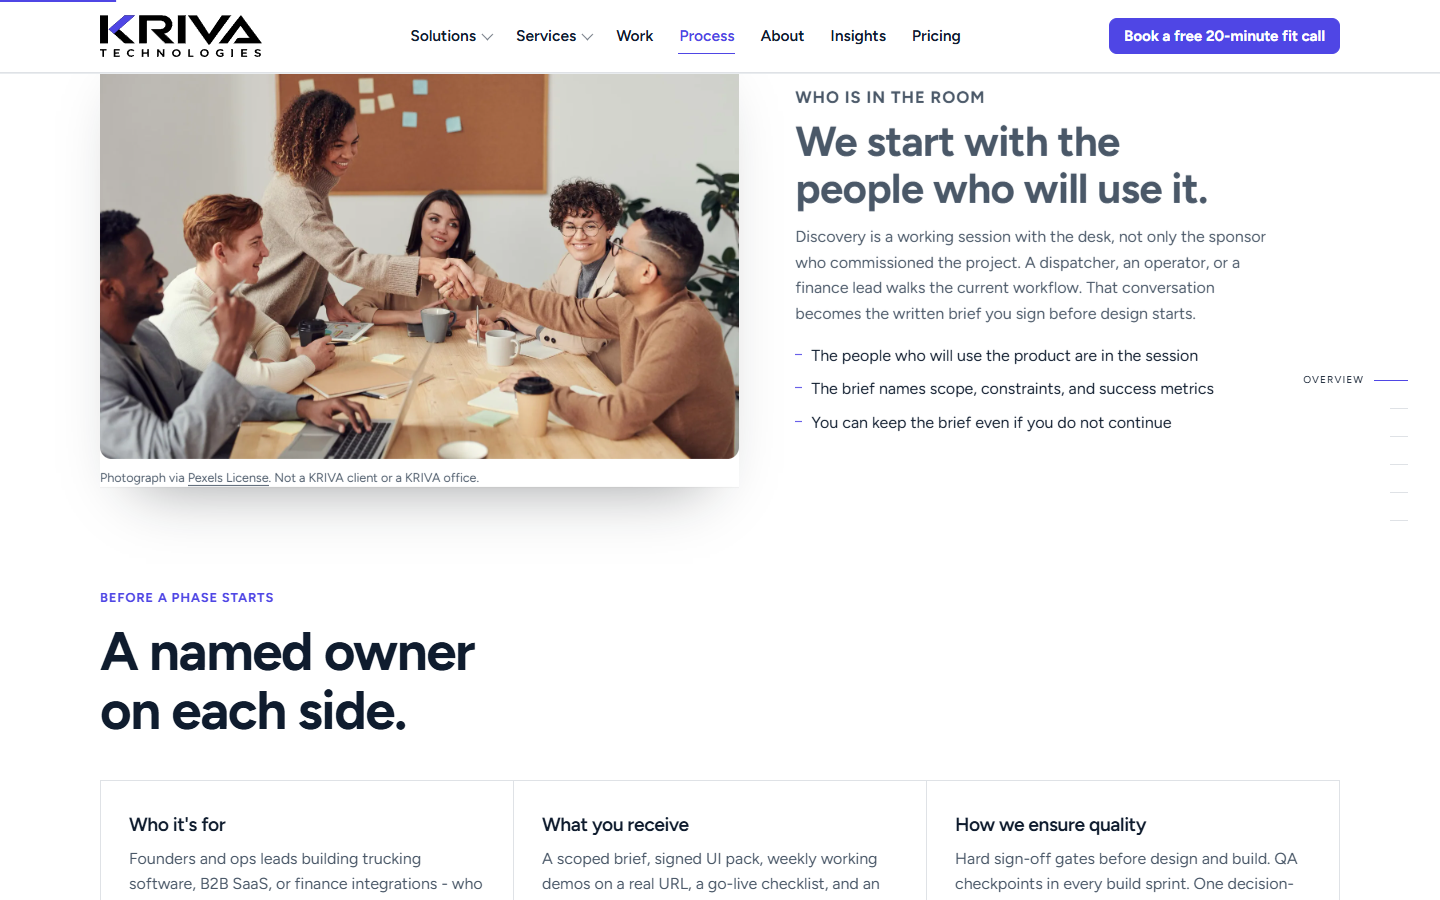 KRIVA
TECHNOLOGIES
Solutions Services Work Process About Insights Pricing
Book a free 20-minute fit call
WHO IS IN THE ROOM
We start with the
people who will use it.
Discovery is a working session with the desk, not only the sponsor
who commissioned the project. A dispatcher, an operator, or a
finance lead walks the current workflow. That conversation
becomes the written brief you sign before design starts.
– The people who will use the product are in the session
– The brief names scope, constraints, and success metrics
– You can keep the brief even if you do not continue
OVERVIEW
Photograph via Pexels License. Not a KRIVA client or a KRIVA office.
BEFORE A PHASE STARTS
A named owner
on each side.
Who it's for
Founders and ops leads building trucking
software, B2B SaaS, or finance integrations - who
What you receive
A scoped brief, signed UI pack, weekly working
demos on a real URL, a go-live checklist, and an
How we ensure quality
Hard sign-off gates before design and build. QA
checkpoints in every build sprint. One decision-